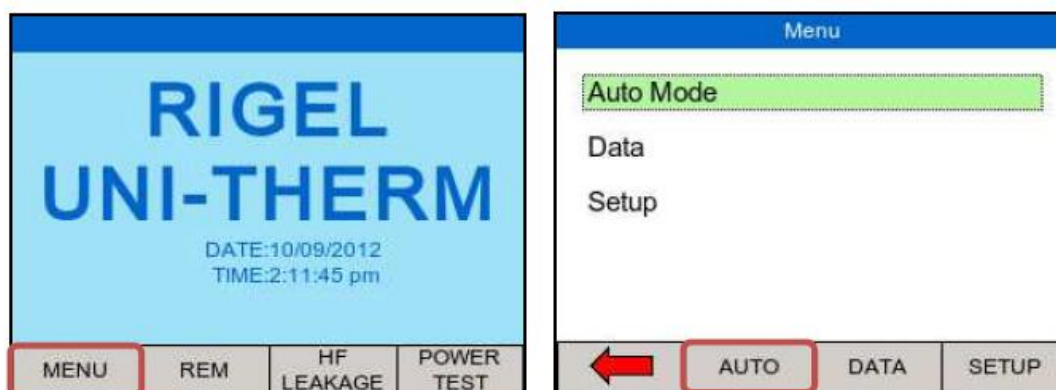 RIGEL
UNI-THERM
DATE:10/09/2012
TIME:2:11:45 pm
MENU
REM
HF
LEAKAGE
POWER
TEST
Menu
Auto Mode
Data
Setup
AUTO
DATA
SETUP